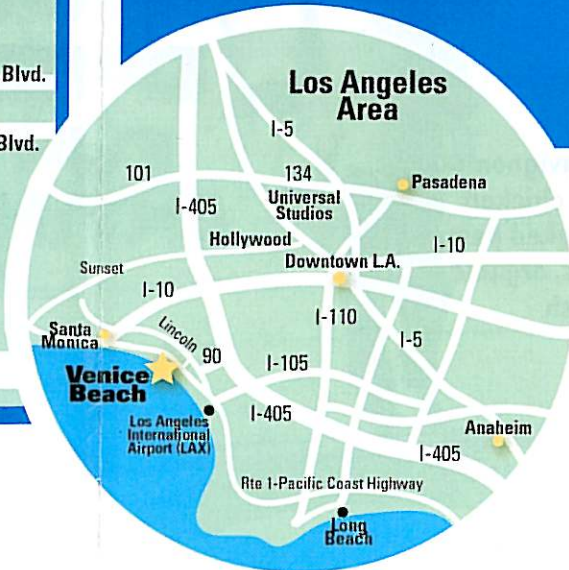 Blvd.
Blvd.
Los Angeles
Area
I-5
101
134
Pasadena
I-405
Universal
Studios
Hollywood
I-10
Downtown L.A.
Sunset
I-10
I-110
Santa
Monica
Lincoln
90
I-105
I-5
Venice
Beach
I-405
Los Angeles
International
Airport (LAX)
Anaheim
I-405
Rte 1-Pacific Coast Highway
Long
Beach